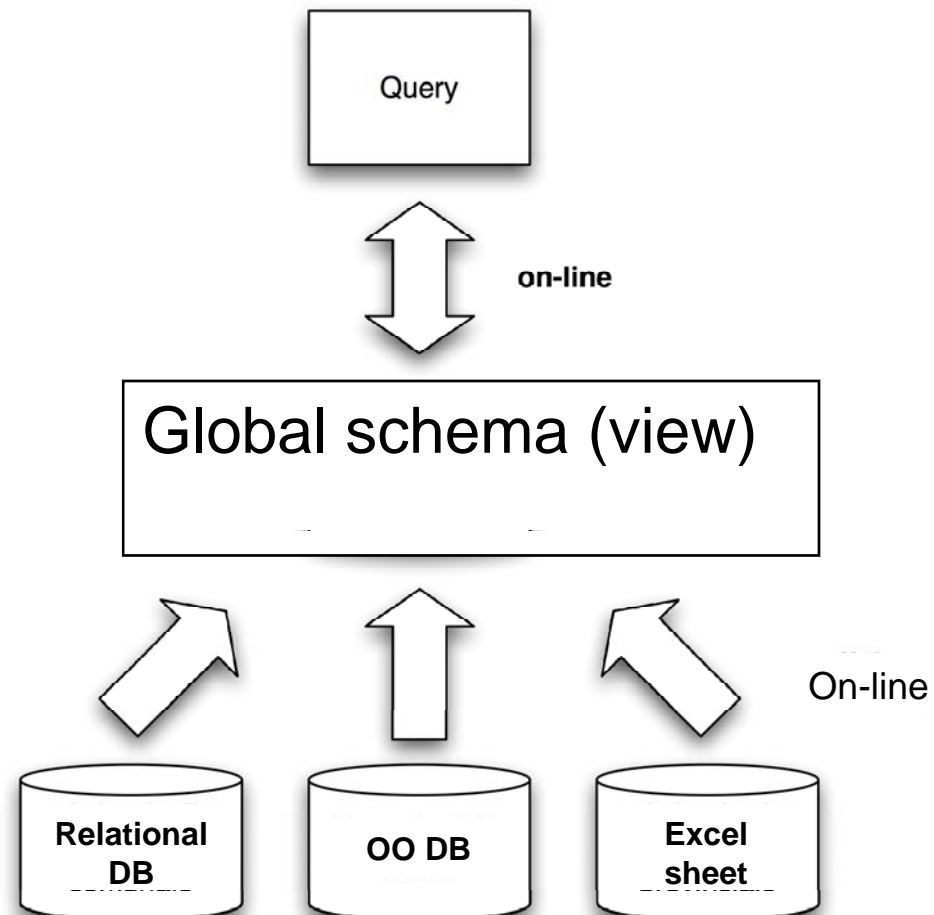 Query
on-line
Global schema (view)
On-line
Relational
DB
OO DB
Excel
sheet